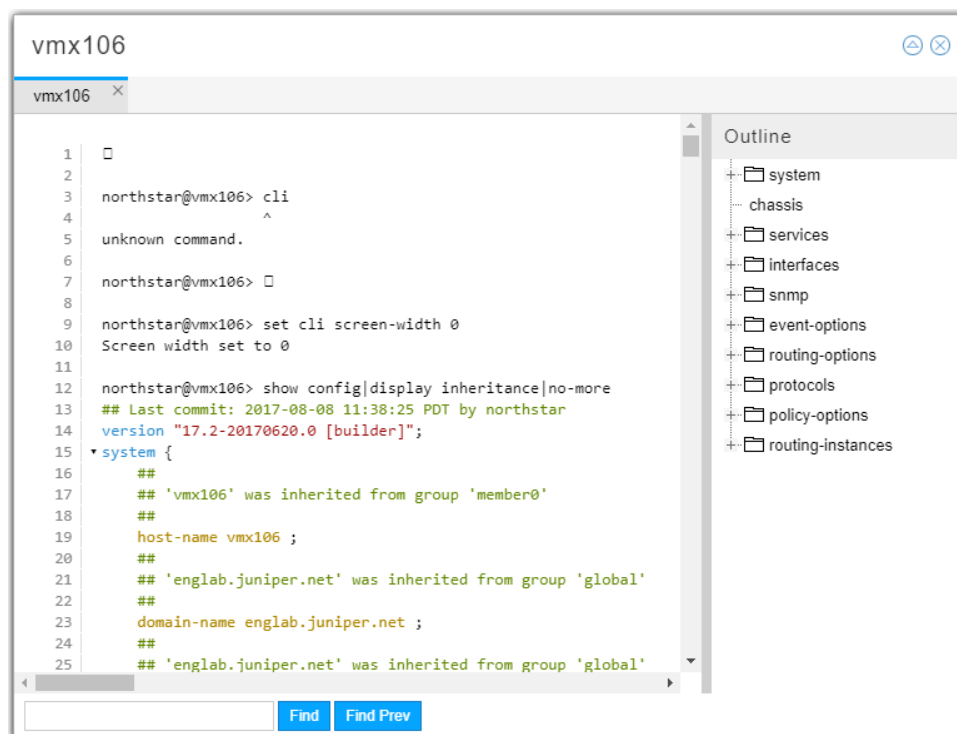 vmx106
vmx106
1 □
2
3 northstar@vmx106> cli
4 ^
5 unknown command.
6
7 northstar@vmx106> □
8
9 northstar@vmx106> set cli screen-width 0
10 Screen width set to 0
11
12 northstar@vmx106> show config|display inheritance|no-more
13 ## Last commit: 2017-08-08 11:38:25 PDT by northstar
14 version "17.2-20170620.0 [builder]";
15 system {
16 ##
17 ## 'vmx106' was inherited from group 'member0'
18 ##
19 host-name vmx106 ;
20 ##
21 ## 'englab.juniper.net' was inherited from group 'global'
22 ##
23 domain-name englab.juniper.net ;
24 ##
25 ## 'englab.juniper.net' was inherited from group 'global'
Find Find Prev
Outline
system
chassis
services
interfaces
snmp
event-options
routing-options
protocols
policy-options
routing-instances